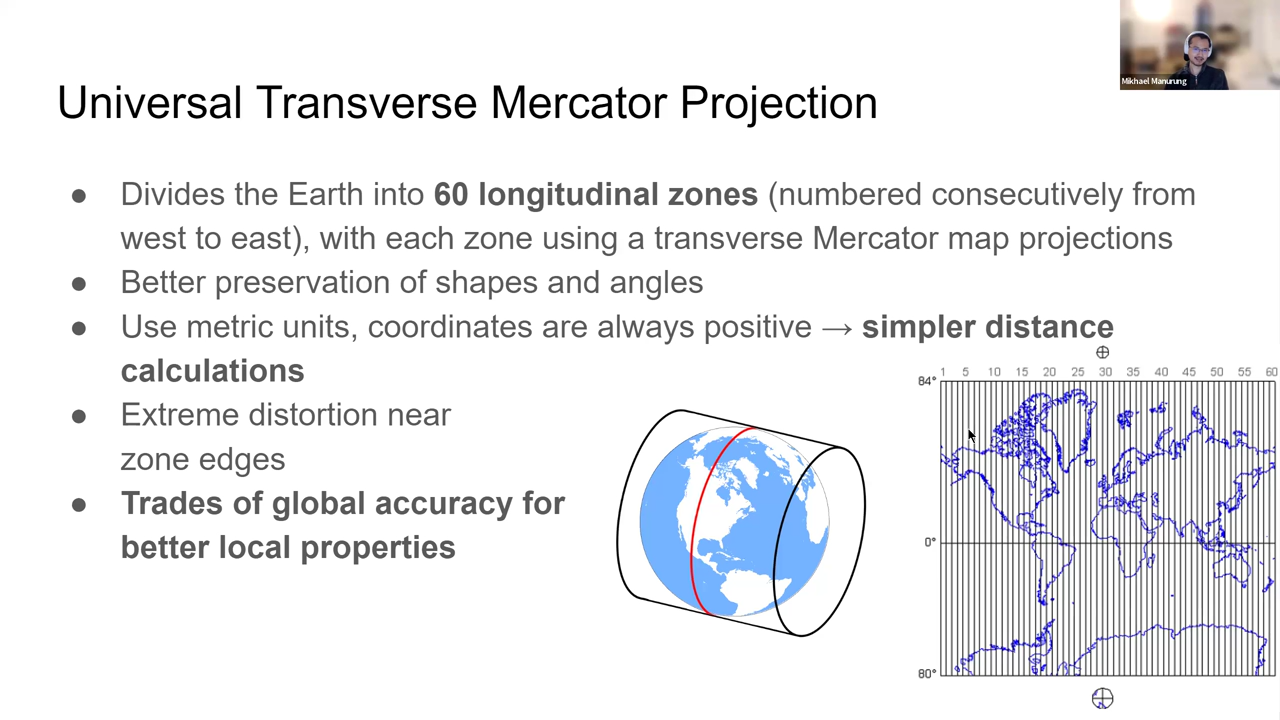 Mikhael Manurung
Universal Transverse Mercator Projection
● Divides the Earth into 60 longitudinal zones (numbered consecutively from
west to east), with each zone using a transverse Mercator map projections
● Better preservation of shapes and angles
● Use metric units, coordinates are always positive → simpler distance
calculations
● Extreme distortion near
zone edges
● Trades of global accuracy for
better local properties
1 5 10 15 20 25 30 35 40 45 50 55 60
84°
0°
80°